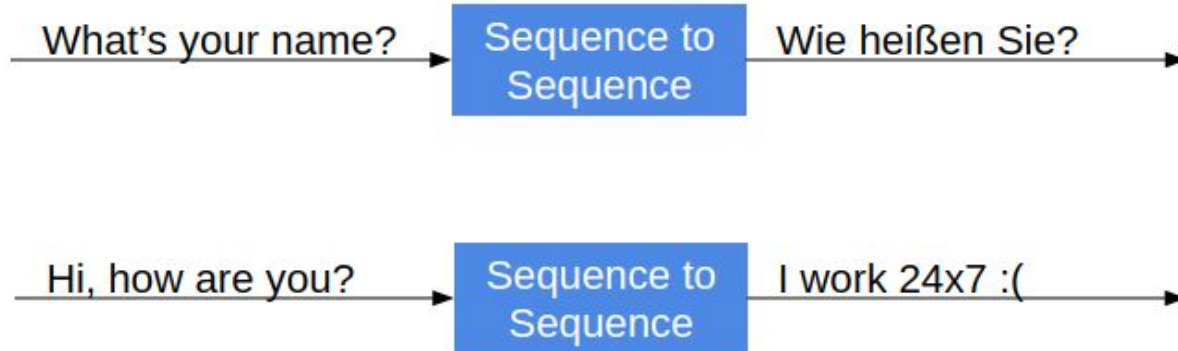 What's your name?
Sequence to
Sequence
Wie heißen Sie?
Hi, how are you?
Sequence to
Sequence
I work 24x7 :(